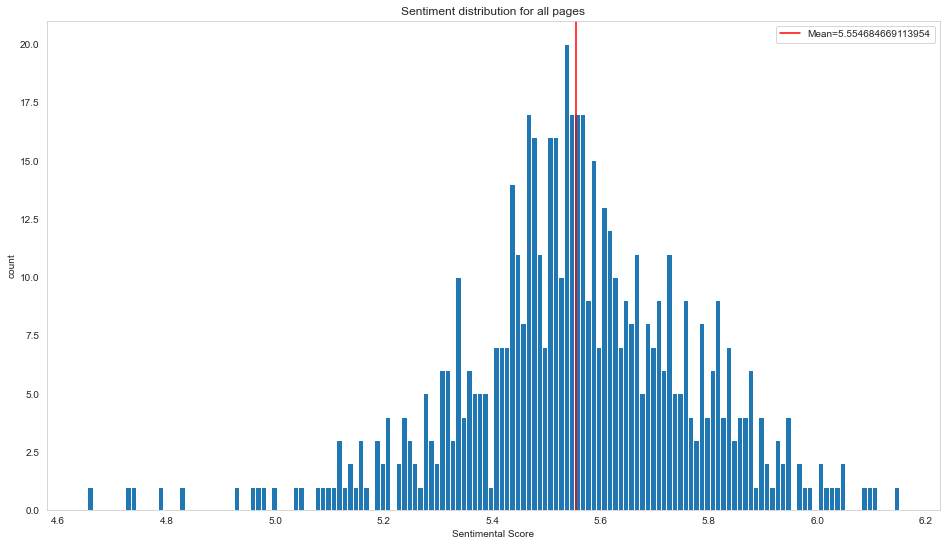 Sentiment distribution for all pages
Mean=5.554684669113954
20.0
17.5
15.0
12.5
10.0
7.5
5.0
2.5
0.0
count
4.6 4.8 5.0 5.2 5.4 5.6 5.8 6.0 6.2
Sentimental Score